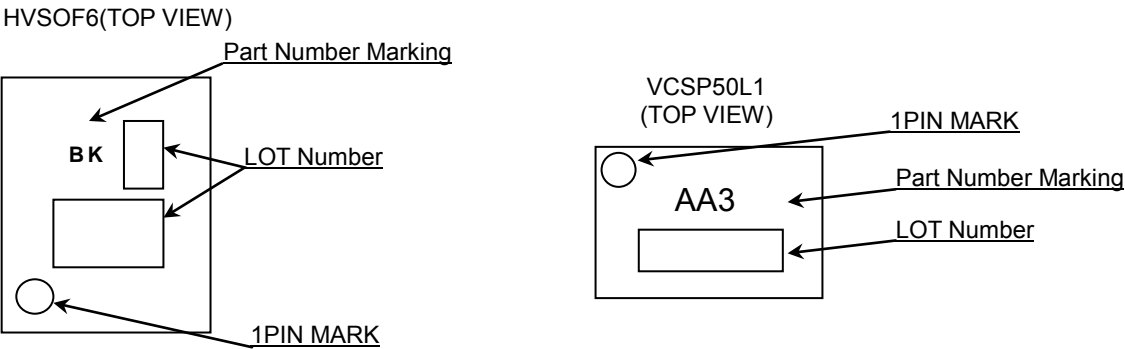 HVSOF6(TOP VIEW)
Part Number Marking
BK
LOT Number
1PIN MARK
VCSP50L1
(TOP VIEW)
1PIN MARK
AA3
Part Number Marking
LOT Number